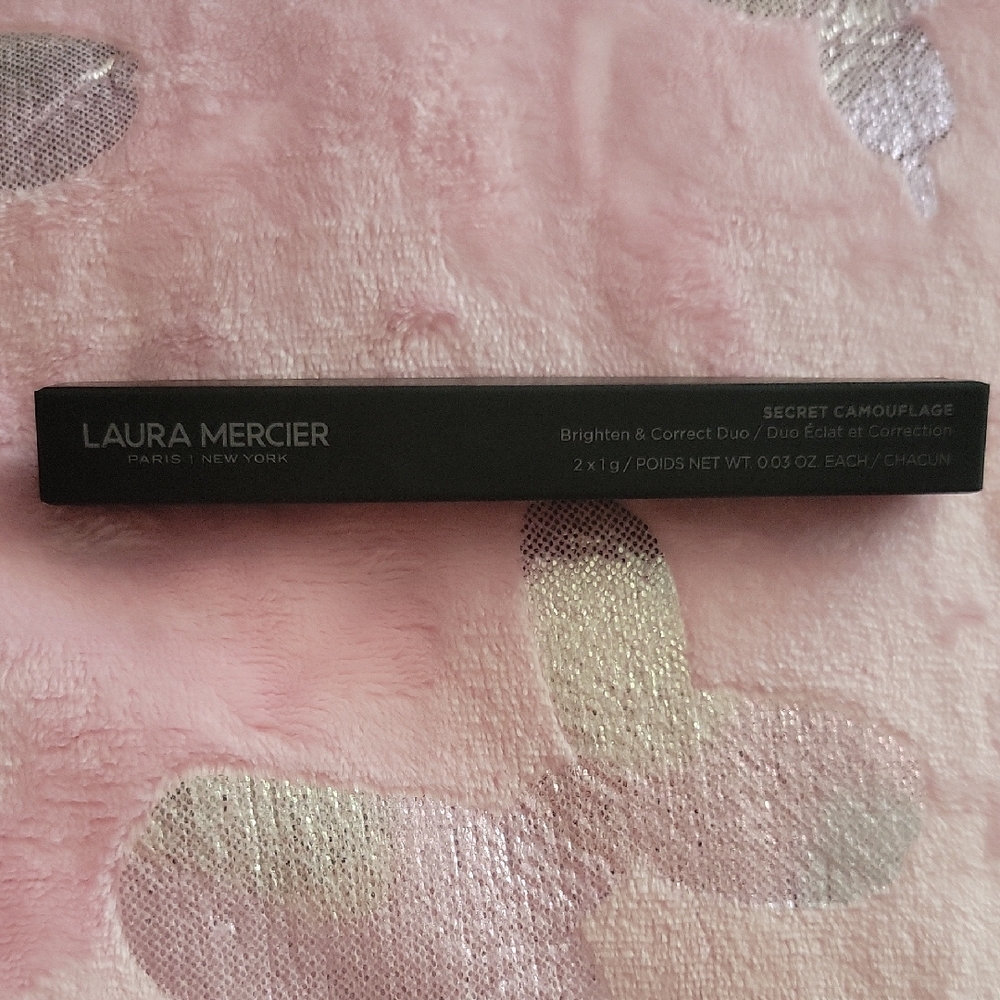 LAURA MERCIER
PARIS | NEW YORK
SECRET CAMOUFLAGE
Brighten & Correct Duo / Duo Éclat et Correction
2 x 1 g / POIDS NET WT. 0.03 OZ. EACH / CHACUN